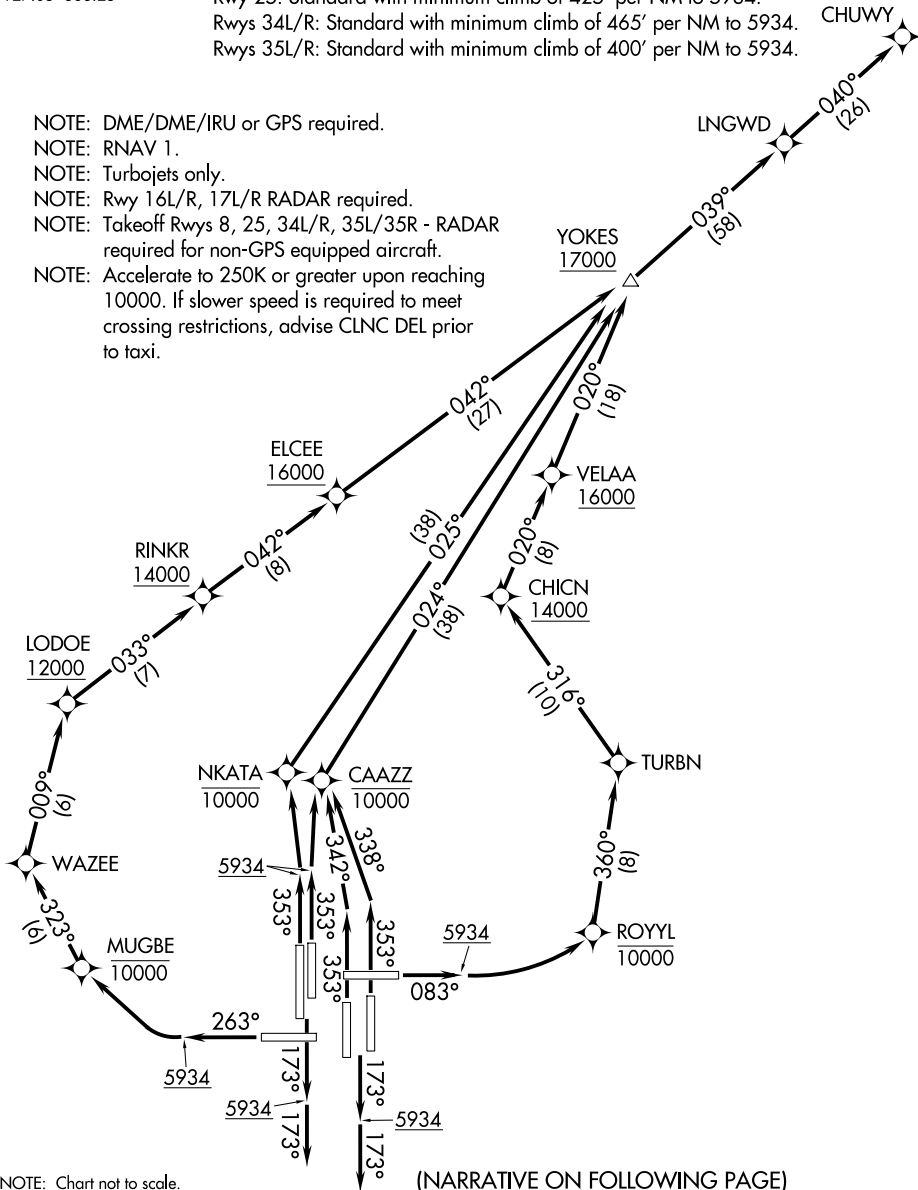 Rwy 25: Standard with minimum climb of 425' per NM to 5934.
Rwys 34L/R: Standard with minimum climb of 465' per NM to 5934.
Rwys 35L/R: Standard with minimum climb of 400' per NM to 5934.
CHUWY
040°
(26)
NOTE: DME/DME/IRU or GPS required.
NOTE: RNAV 1.
NOTE: Turbojets only.
NOTE: Rwy 16L/R, 17L/R RADAR required.
NOTE: Takeoff Rwys 8, 25, 34L/R, 35L/35R - RADAR
required for non-GPS equipped aircraft.
NOTE: Accelerate to 250K or greater upon reaching
10000. If slower speed is required to meet
crossing restrictions, advise CLNC DEL prior
to taxi.
LNGWD
039°
(58)
YOKES
17000
042°
(27)
020°
(18)
ELCEE
16000
VELAA
16000
(38)
025°
020°
(8)
042°
(8)
RINKR
14000
024°
(38)
CHICN
14000
LODOE
12000
033°
(7)
316°
(10)
NKATA
10000
CAAZZ
10000
TURBN
009°
(9)
WAZEE
5934
342°
338°
360°
(8)
323°
(6)
353°
353°
353°
353°
MUGBE
10000
5934
ROYYL
10000
083°
263°
5934
173°
173°
5934
5934
173°
173°
NOTE: Chart not to scale.
(NARRATIVE ON FOLLOWING PAGE)